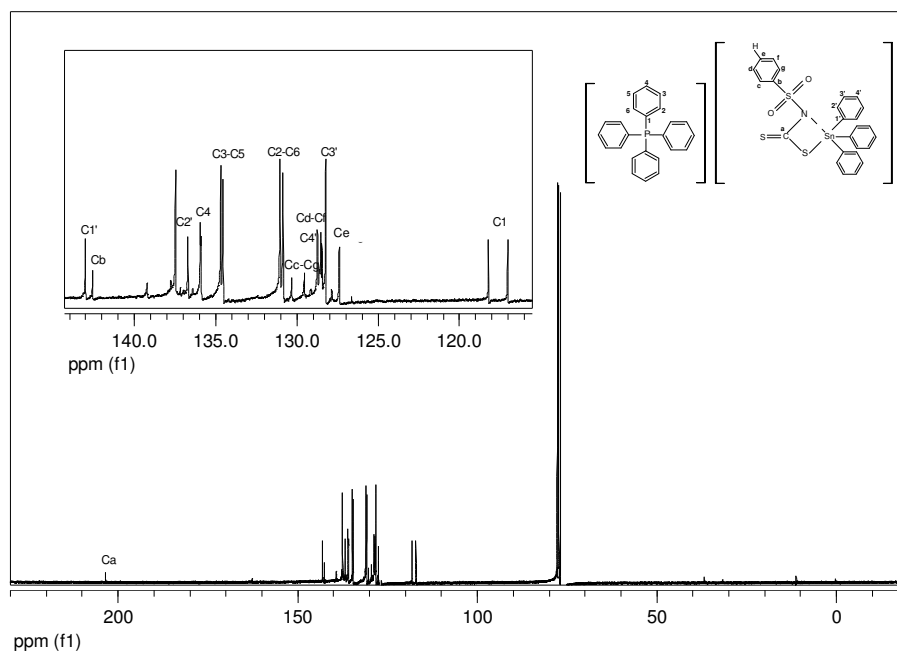 C1'
Cb
C2'
C4
C3-C5
C2-C6
Cc-Cg
C4'
Cd-Cf
C3'
Ce
C1
140.0
135.0
130.0
125.0
120.0
ppm (f1)
4
5
3
6
2
1
P
H
e
d
f
g
c
b
O
S
O
N
a
S
C
S
Sn
1'
2'
3'
4'
Ca
200
150
100
50
0
ppm (f1)